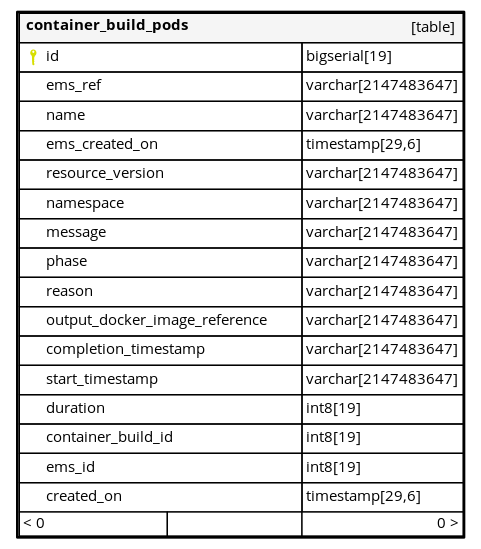 container_build_pods [table]
id bigserial[19]
ems_ref varchar[2147483647]
name varchar[2147483647]
ems_created_on timestamp[29,6]
resource_version varchar[2147483647]
namespace varchar[2147483647]
message varchar[2147483647]
phase varchar[2147483647]
reason varchar[2147483647]
output_docker_image_reference varchar[2147483647]
completion_timestamp varchar[2147483647]
start_timestamp varchar[2147483647]
duration int8[19]
container_build_id int8[19]
ems_id int8[19]
created_on timestamp[29,6]
< 0 0 >